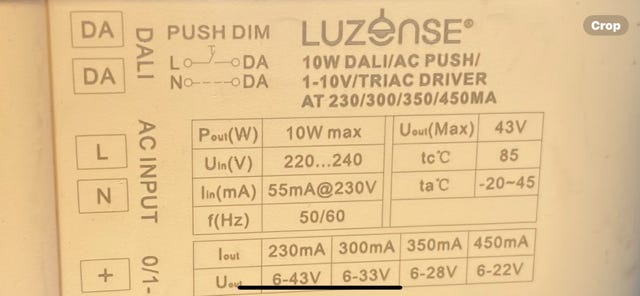 Crop
DA
DA
DALI
PUSH DIM
L DA
N DA
LUZENSE®
10W DALI/AC PUSH/
1-10V/TRIAC DRIVER
AT 230/300/350/450MA
L
N
AC INPUT
Pout(W) 10W max Uout(Max) 43V
Uin(V) 220...240 tc℃ 85
Iin(mA) 55mA@230V ta℃ -20~45
f(Hz) 50/60
+
0/1-
Iout 230mA 300mA 350mA 450mA
Uout 6-43V 6-33V 6-28V 6-22V